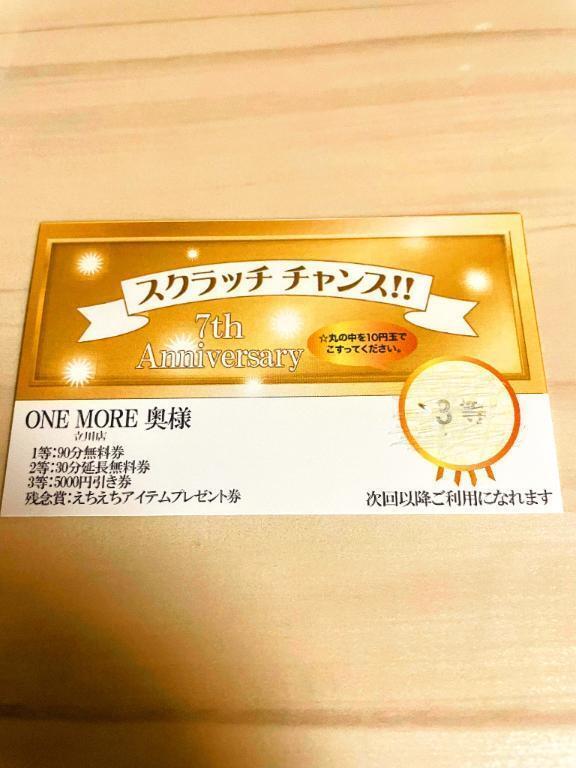 スクラッチ チャンス!!
7th
Anniversary
☆丸の中を10円玉で
こすってください。
3等
ONE MORE 奥様
立川店
1等:90分無料券
2等:30分延長無料券
3等:5000円引き券
残念賞:えちえちアイテムプレゼント券
次回以降ご利用になれます